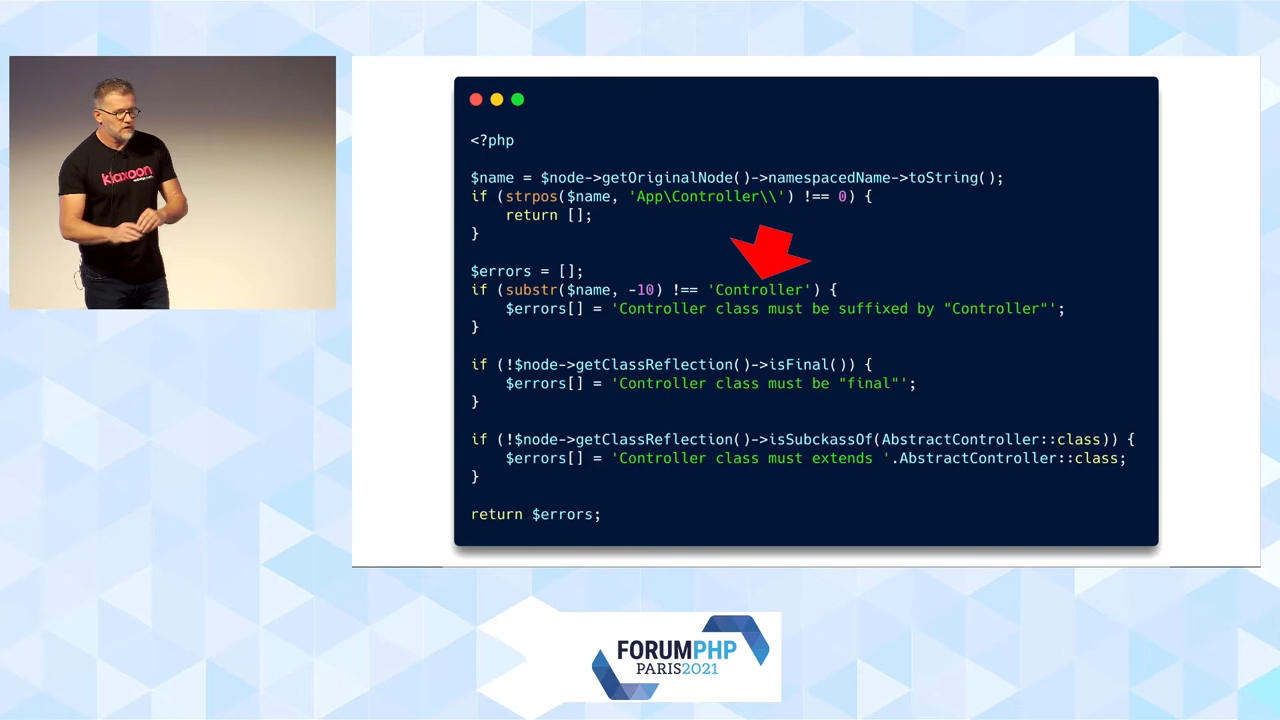 klaxoon
<?php
$name = $node->getOriginalNode()->namespacedName->toString();
if (strpos($name, 'App\Controller\\') !== 0) {
    return [];
}
$errors = [];
if (substr($name, -10) !== 'Controller') {
    $errors[] = 'Controller class must be suffixed by "Controller"';
}
if (!$node->getClassReflection()->isFinal()) {
    $errors[] = 'Controller class must be "final"';
}
if (!$node->getClassReflection()->isSubckassOf(AbstractController::class)) {
    $errors[] = 'Controller class must extends '.AbstractController::class;
}
return $errors;
FORUMPHP
PARIS2021